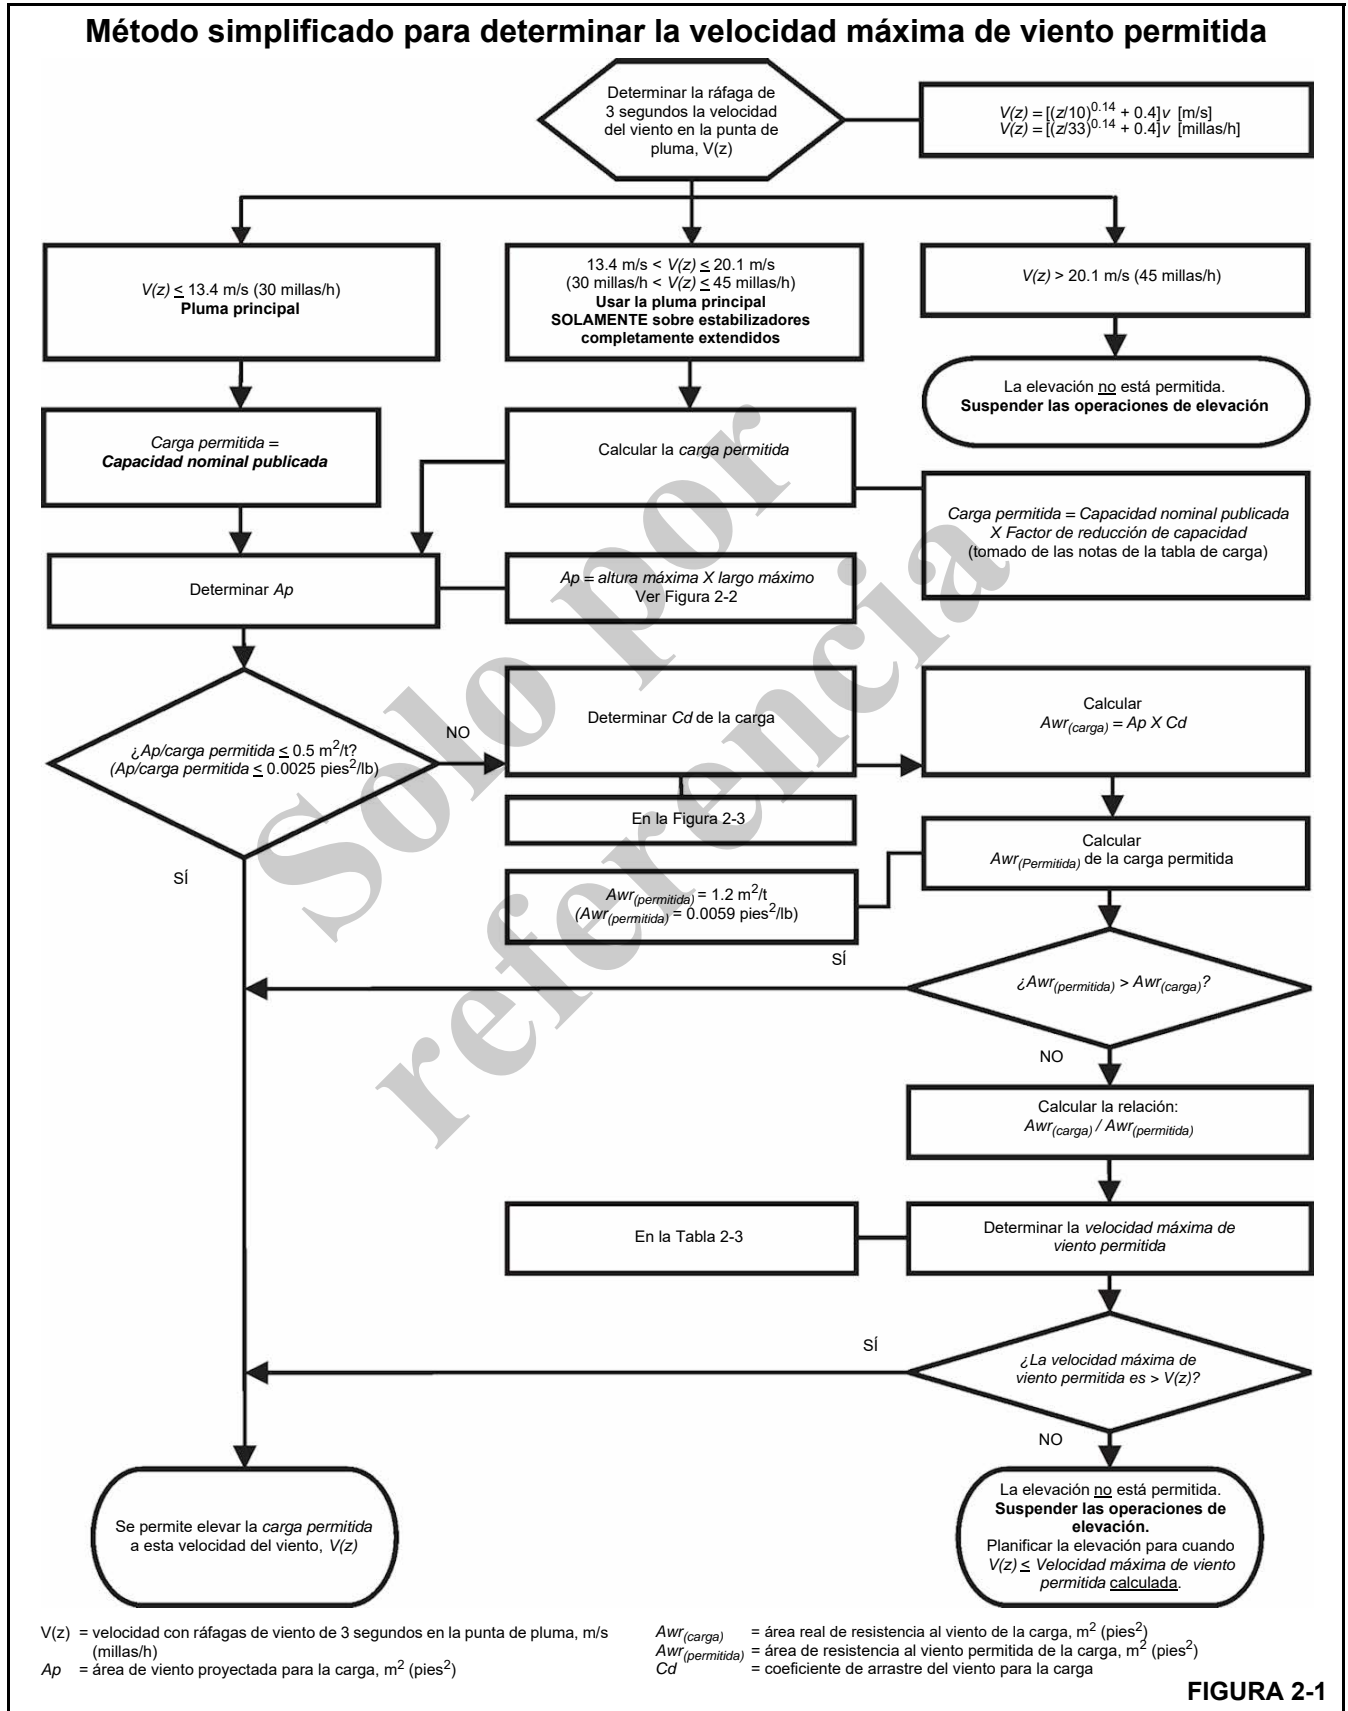 Método simplificado para determinar la velocidad máxima de viento permitida
Determinar la ráfaga de
3 segundos la velocidad
del viento en la punta de
pluma, V(z)
V(z) = [(z/10)^0.14 + 0.4]v [m/s]
V(z) = [(z/33)^0.14 + 0.4]v [millas/h]
V(z) ≤ 13.4 m/s (30 millas/h)
Pluma principal
13.4 m/s < V(z) ≤ 20.1 m/s
(30 millas/h < V(z) ≤ 45 millas/h)
Usar la pluma principal
SOLAMENTE sobre estabilizadores
completamente extendidos
V(z) > 20.1 m/s (45 millas/h)
La elevación no está permitida.
Suspender las operaciones de elevación
Carga permitida =
Capacidad nominal publicada
Calcular la carga permitida
Carga permitida = Capacidad nominal publicada
X Factor de reducción de capacidad
(tomado de las notas de la tabla de carga)
Determinar Ap
Ap = altura máxima X largo máximo
Ver Figura 2-2
¿Ap/carga permitida ≤ 0.5 m²/t?
(Ap/carga permitida ≤ 0.0025 pies²/lb)
NO
SÍ
Determinar Cd de la carga
En la Figura 2-3
Calcular
Awr(carga) = Ap X Cd
Calcular
Awr(Permitida) de la carga permitida
Awr(permitida) = 1.2 m²/t
(Awr(permitida) = 0.0059 pies²/lb)
SÍ
¿Awr(permitida) > Awr(carga)?
NO
Calcular la relación:
Awr(carga) / Awr(permitida)
En la Tabla 2-3
Determinar la velocidad máxima de
viento permitida
SÍ
¿La velocidad máxima de
viento permitida es > V(z)?
NO
Se permite elevar la carga permitida
a esta velocidad del viento, V(z)
La elevación no está permitida.
Suspender las operaciones de
elevación.
Planificar la elevación para cuando
V(z) ≤ Velocidad máxima de viento
permitida calculada.
V(z) = velocidad con ráfagas de viento de 3 segundos en la punta de pluma, m/s
(millas/h)
Ap = área de viento proyectada para la carga, m² (pies²)
Awr(carga) = área real de resistencia al viento de la carga, m² (pies²)
Awr(permitida) = área de resistencia al viento permitida de la carga, m² (pies²)
Cd = coeficiente de arrastre del viento para la carga
FIGURA 2-1
Solo por
referencia